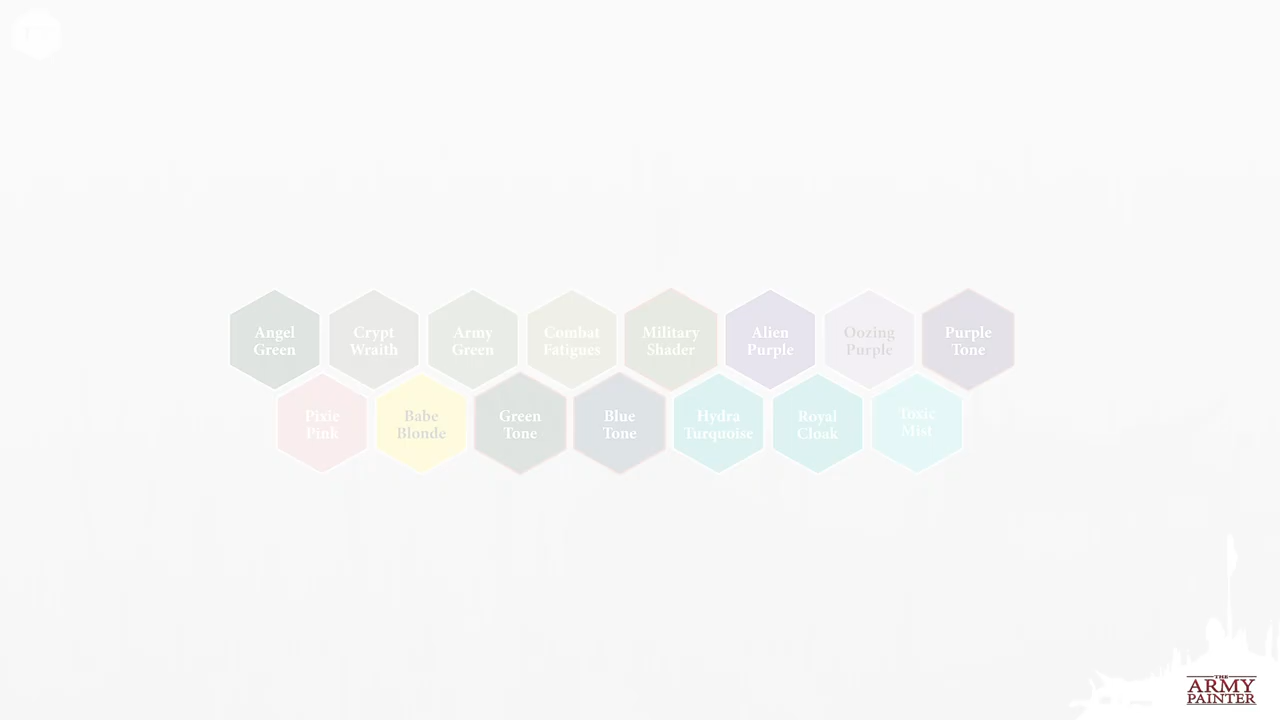 Angel
Green
Crypt
Wraith
Army
Green
Combat
Fatigues
Military
Shader
Alien
Purple
Oozing
Purple
Purple
Tone
Pixie
Pink
Babe
Blonde
Green
Tone
Blue
Tone
Hydra
Turquoise
Royal
Cloak
Toxic
Mist
THE
ARMY
PAINTER